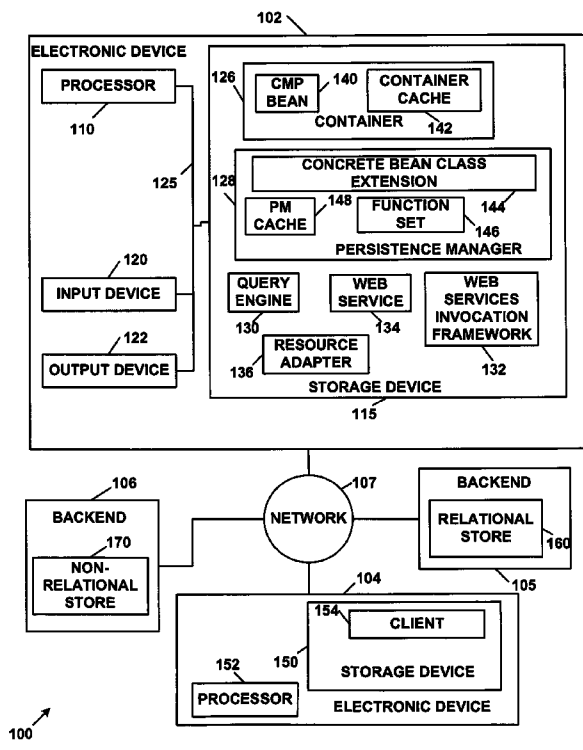 102
ELECTRONIC DEVICE
PROCESSOR
110
125
120
INPUT DEVICE
122
OUTPUT DEVICE
126
CMP
BEAN
140
CONTAINER
CACHE
142
CONTAINER
128
CONCRETE BEAN CLASS
EXTENSION
144
PM
CACHE
148
FUNCTION
SET
146
PERSISTENCE MANAGER
QUERY
ENGINE
130
WEB
SERVICE
134
WEB
SERVICES
INVOCATION
FRAMEWORK
132
136
RESOURCE
ADAPTER
STORAGE DEVICE
115
106
BACKEND
170
NON-
RELATIONAL
STORE
107
NETWORK
BACKEND
RELATIONAL
STORE
160
105
104
154
CLIENT
150
STORAGE DEVICE
152
PROCESSOR
ELECTRONIC DEVICE
100